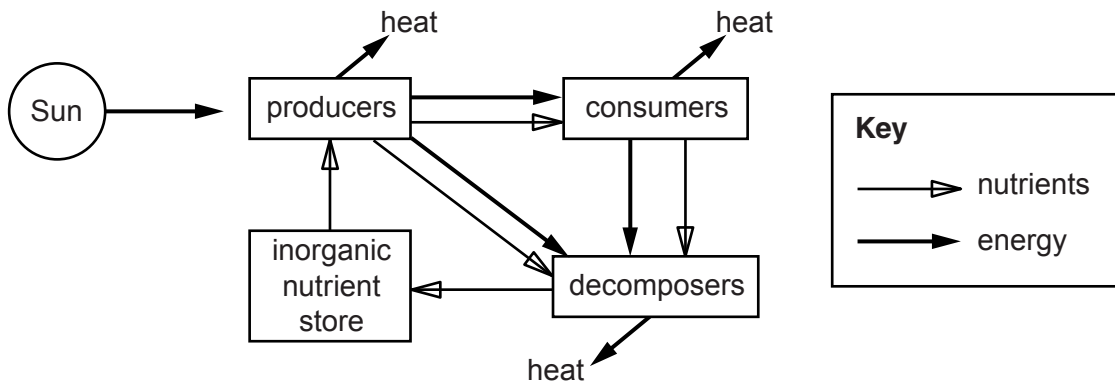 heat
heat
Sun
producers
consumers
Key
nutrients
energy
inorganic
nutrient
store
decomposers
heat